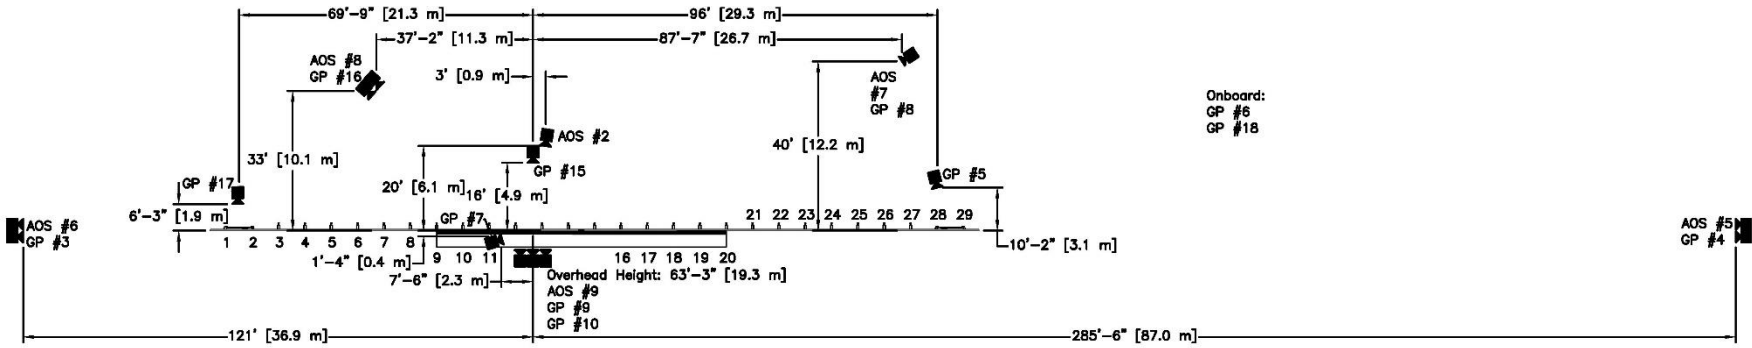 69'-9" [21.3 m]
96' [29.3 m]
37'-2" [11.3 m]
87'-7" [26.7 m]
AOS #8
GP #16
3' [0.9 m]
AOS
#7
GP #8
Onboard:
GP #6
GP #18
AOS #2
33' [10.1 m]
40' [12.2 m]
GP #15
GP #17
20' [6.1 m]
16' [4.9 m]
GP #5
6'-3" [1.9 m]
GP #7
21 22 23 24 25 26 27 28 29
AOS #6
GP #3
AOS #5
GP #4
1 2 3 4 5 6 7 8
10'-2" [3.1 m]
1'-4" [0.4 m]
9 10 11 16 17 18 19 20
7'-6" [2.3 m]
Overhead Height: 63'-3" [19.3 m]
AOS #9
GP #9
GP #10
121' [36.9 m]
285'-6" [87.0 m]